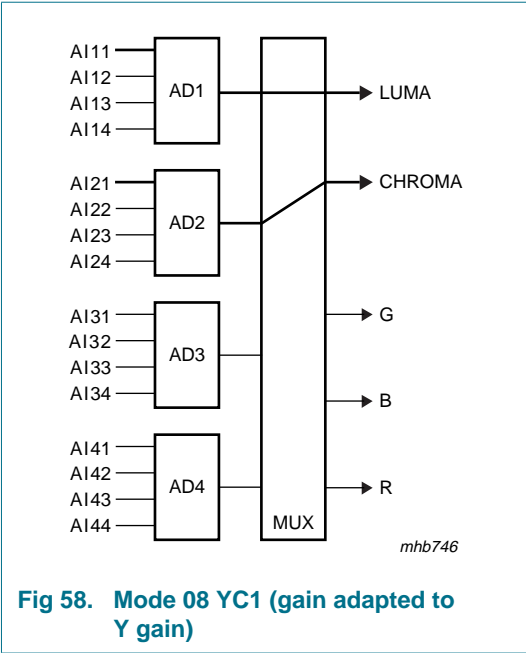 AI11
AI12
AI13
AI14
AD1
LUMA
AI21
AI22
AI23
AI24
AD2
CHROMA
AI31
AI32
AI33
AI34
AD3
G
B
AI41
AI42
AI43
AI44
AD4
MUX
R
mhb746
Fig 58. Mode 08 YC1 (gain adapted to
Y gain)